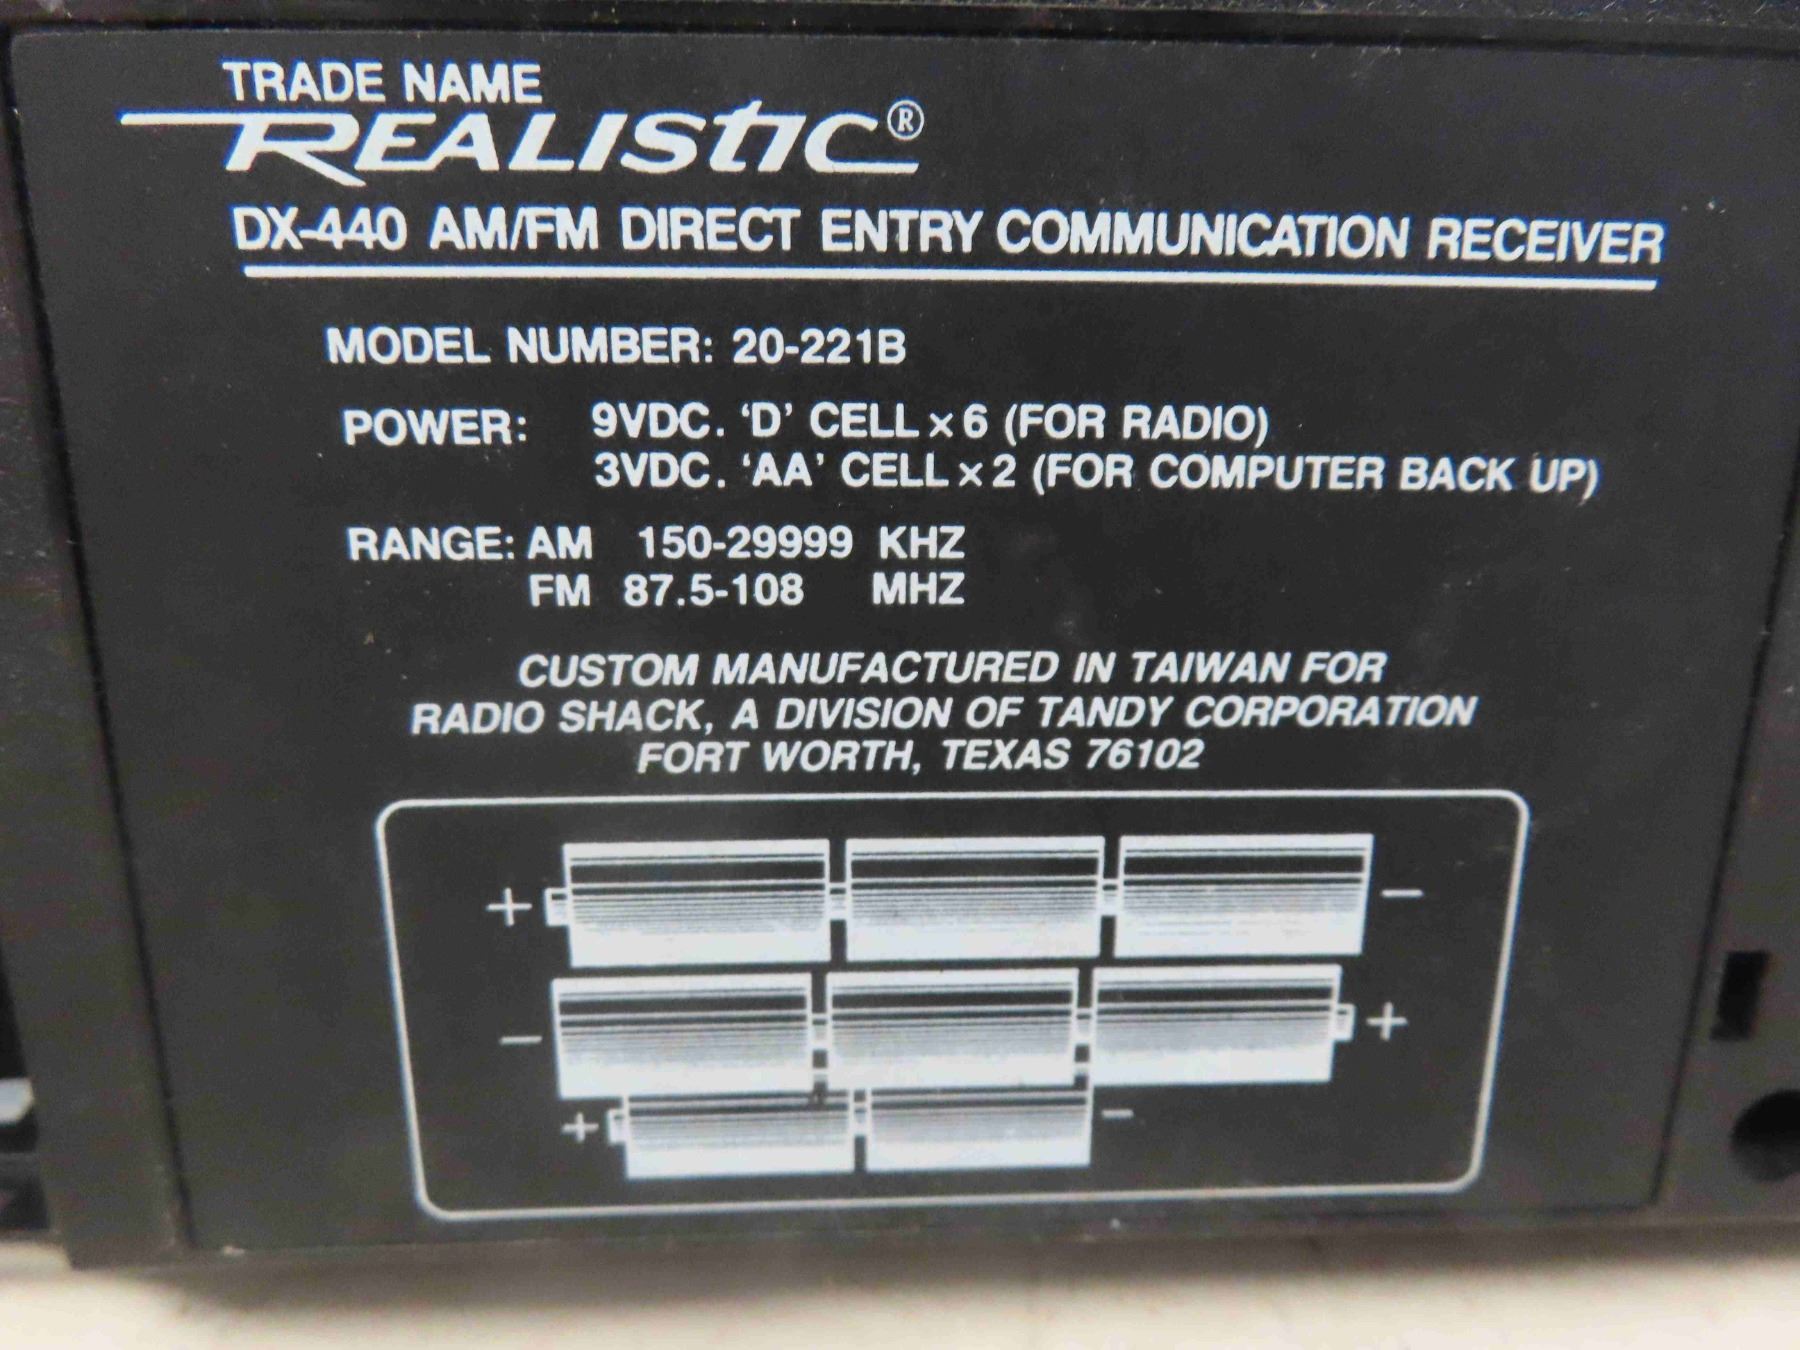 TRADE NAME
REALISTIC®
DX-440 AM/FM DIRECT ENTRY COMMUNICATION RECEIVER
MODEL NUMBER: 20-221B
POWER: 9VDC. 'D' CELL × 6 (FOR RADIO)
3VDC. 'AA' CELL × 2 (FOR COMPUTER BACK UP)
RANGE: AM 150-29999 KHZ
FM 87.5-108 MHZ
CUSTOM MANUFACTURED IN TAIWAN FOR
RADIO SHACK, A DIVISION OF TANDY CORPORATION
FORT WORTH, TEXAS 76102
+ −
− +
+ −